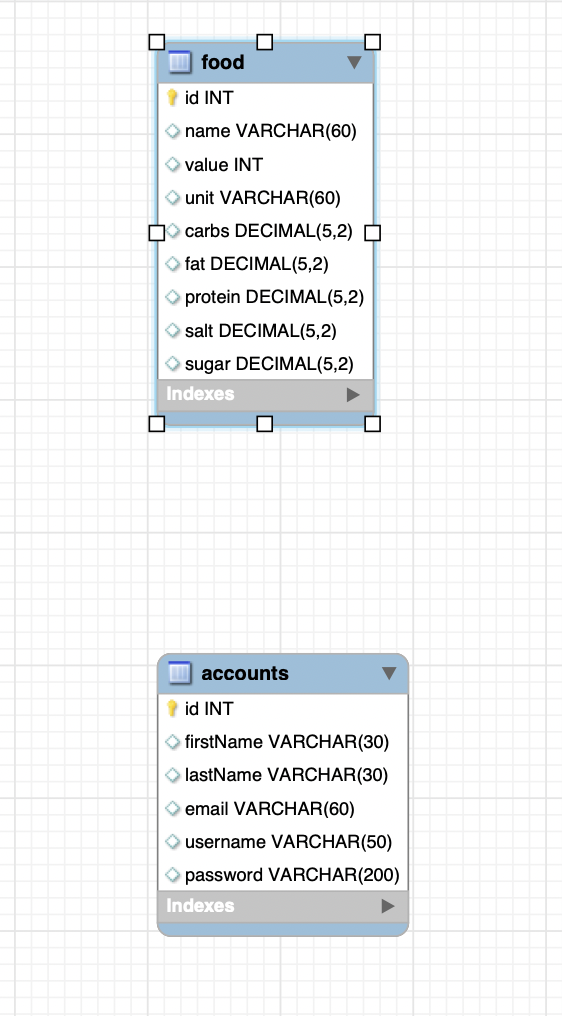 food
id INT
name VARCHAR(60)
value INT
unit VARCHAR(60)
carbs DECIMAL(5,2)
fat DECIMAL(5,2)
protein DECIMAL(5,2)
salt DECIMAL(5,2)
sugar DECIMAL(5,2)
Indexes
accounts
id INT
firstName VARCHAR(30)
lastName VARCHAR(30)
email VARCHAR(60)
username VARCHAR(50)
password VARCHAR(200)
Indexes